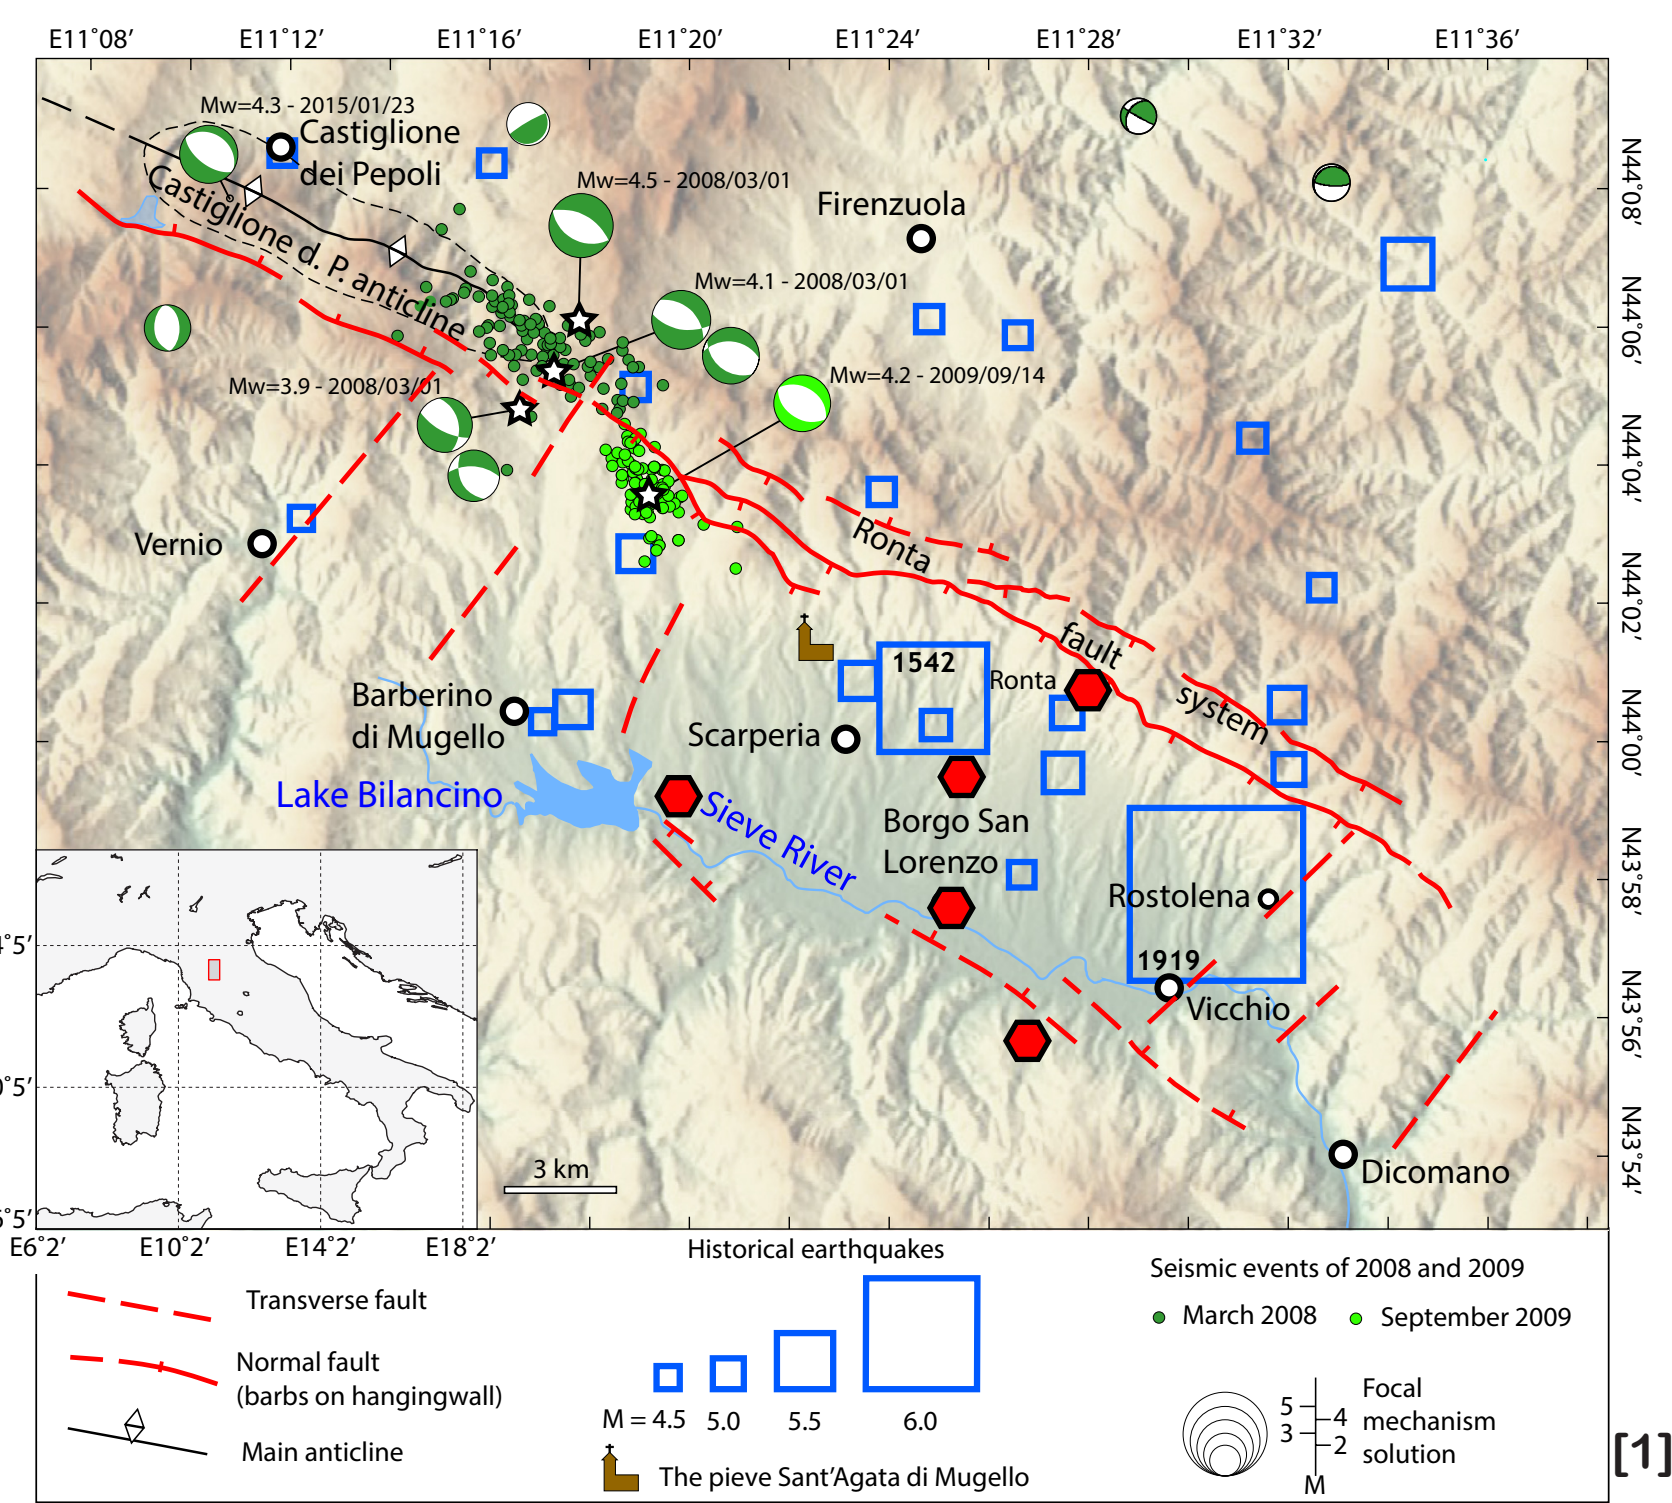 E11°08′ E11°12′ E11°16′ E11°20′ E11°24′ E11°28′ E11°32′ E11°36′
Mw=4.3 - 2015/01/23
Castiglione
dei Pepoli
Mw=4.5 - 2008/03/01
Firenzuola
N44°08′
Castiglione d. P. anticline
Mw=4.1 - 2008/03/01
N44°06′
Mw=4.2 - 2009/09/14
Mw=3.9 - 2008/03/01
N44°04′
Vernio
Ronta
N44°02′
fault
1542
Ronta
system
Barberino
di Mugello
Scarperia
N44°00′
Lake Bilancino
Sieve River
Borgo San
Lorenzo
N43°58′
Rostolena
1919
Vicchio
N43°56′
Dicomano
N43°54′
3 km
4°5′
0°5′
5°5′
E6°2′ E10°2′ E14°2′ E18°2′
Historical earthquakes
Seismic events of 2008 and 2009
Transverse fault
March 2008
September 2009
Normal fault
(barbs on hangingwall)
Main anticline
M = 4.5 5.0 5.5 6.0
The pieve Sant'Agata di Mugello
5
4
3
2
M
Focal
mechanism
solution
[1]